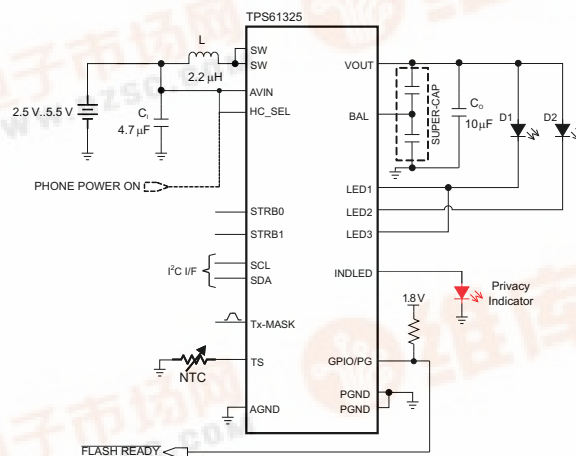 TPS61325
L
2.2 μH
SW
SW
AVIN
HC_SEL
2.5 V..5.5 V
CI
4.7 μF
PHONE POWER ON
STRB0
STRB1
I²C I/F
SCL
SDA
Tx-MASK
TS
NTC
AGND
FLASH READY
VOUT
BAL
SUPER-CAP
CO
10 μF
D1
D2
LED1
LED2
LED3
INDLED
Privacy
Indicator
1.8 V
GPIO/PG
PGND
PGND